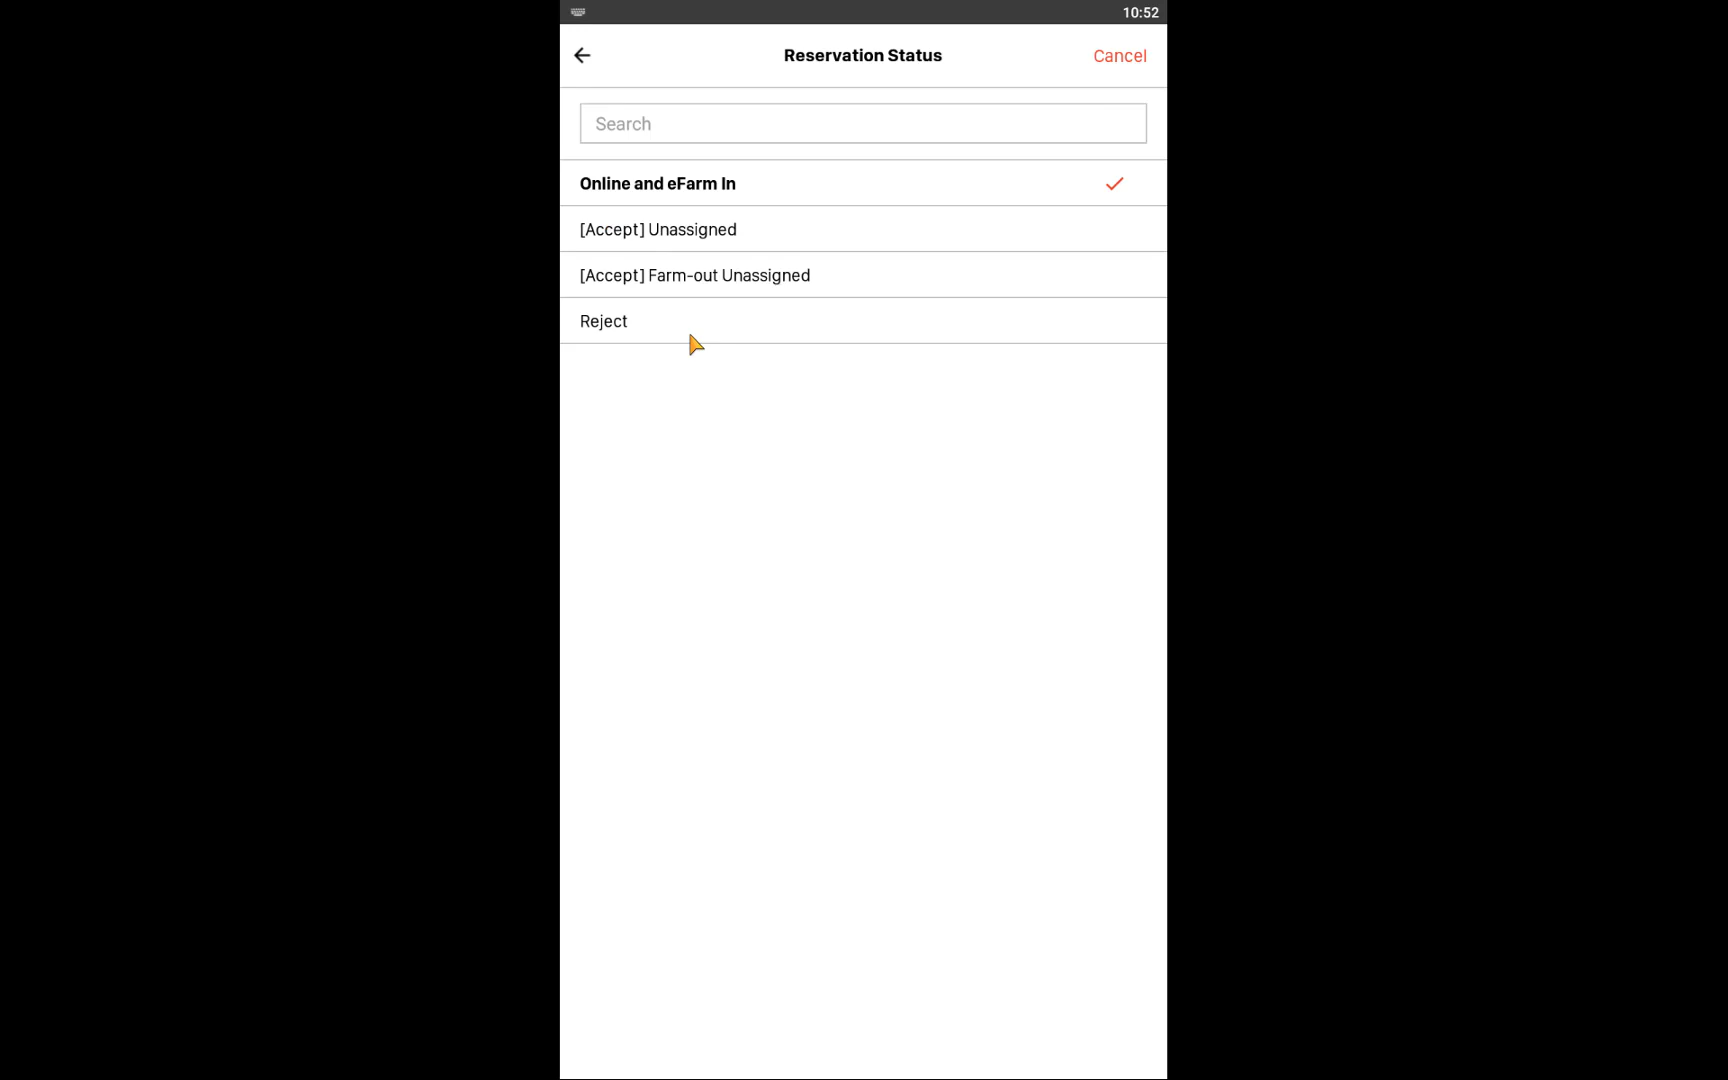 10:52
Reservation Status
Cancel
Search
Online and eFarm In
[Accept] Unassigned
[Accept] Farm-out Unassigned
Reject